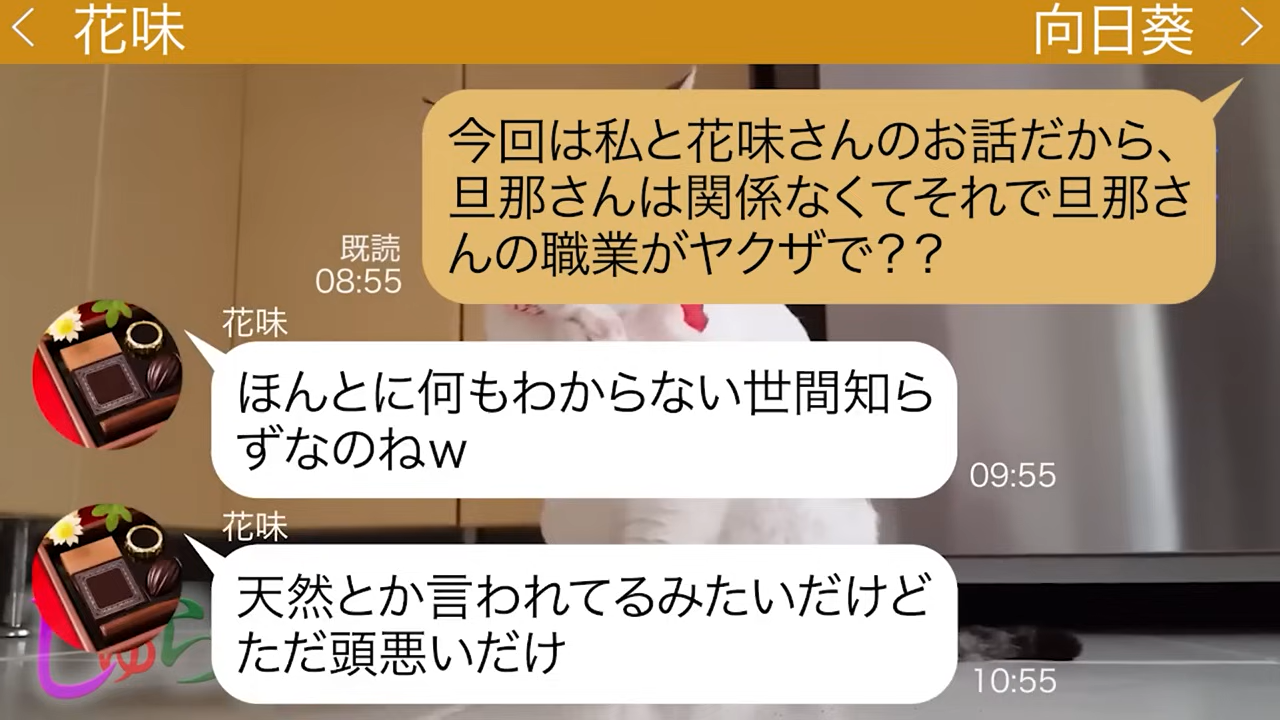 花味
向日葵
今回は私と花味さんのお話だから、
旦那さんは関係なくてそれで旦那さ
んの職業がヤクザで??
既読
08:55
花味
ほんとに何もわからない世間知ら
ずなのねw
09:55
花味
天然とか言われてるみたいだけど
ただ頭悪いだけ
10:55
しゅら